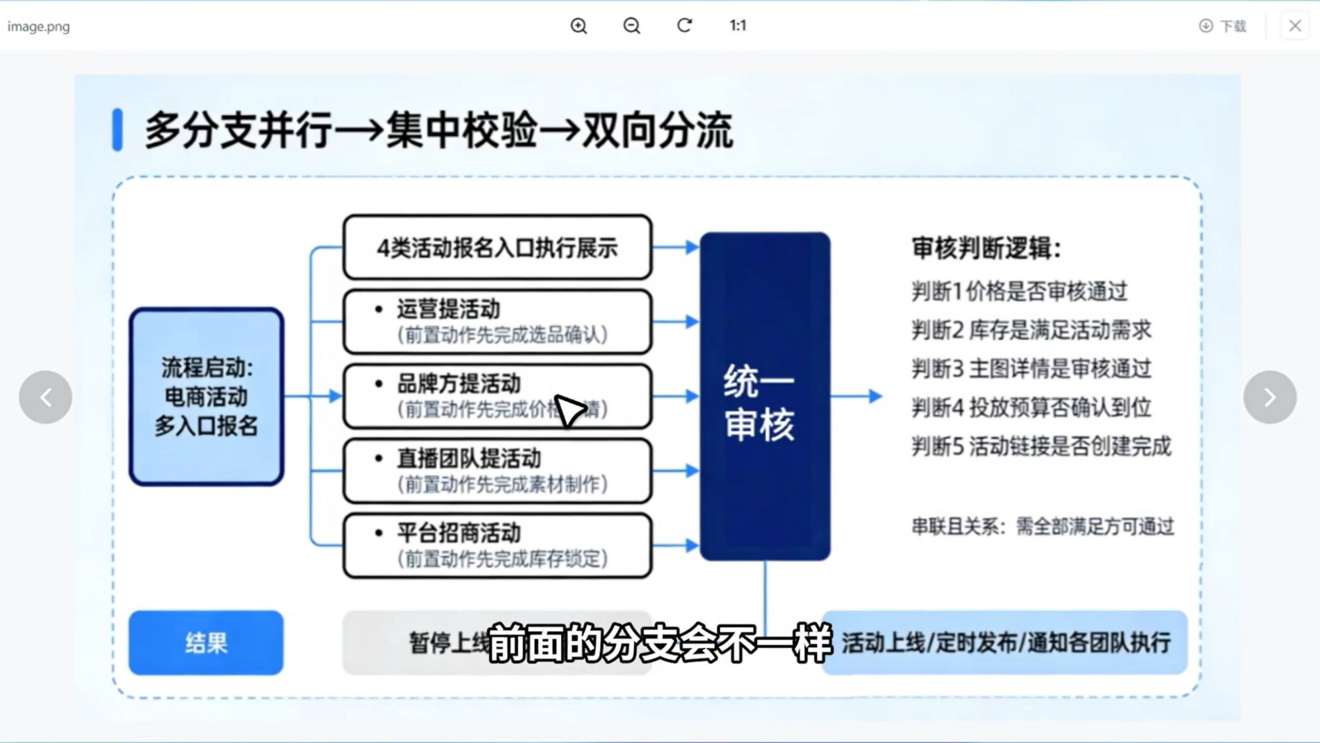 image.png
1:1
下载
多分支并行→集中校验→双向分流
流程启动:
电商活动
多入口报名
4类活动报名入口执行展示
• 运营提活动
(前置动作先完成选品确认)
• 品牌方提活动
(前置动作先完成价格 请)
• 直播团队提活动
(前置动作先完成素材制作)
• 平台招商活动
(前置动作先完成库存锁定)
统一
审核
审核判断逻辑:
判断1价格是否审核通过
判断2 库存是满足活动需求
判断3 主图详情是审核通过
判断4 投放预算否确认到位
判断5 活动链接是否创建完成
串联且关系: 需全部满足方可通过
结果
暂停上线
前面的分支会不一样
活动上线/定时发布/通知各团队执行